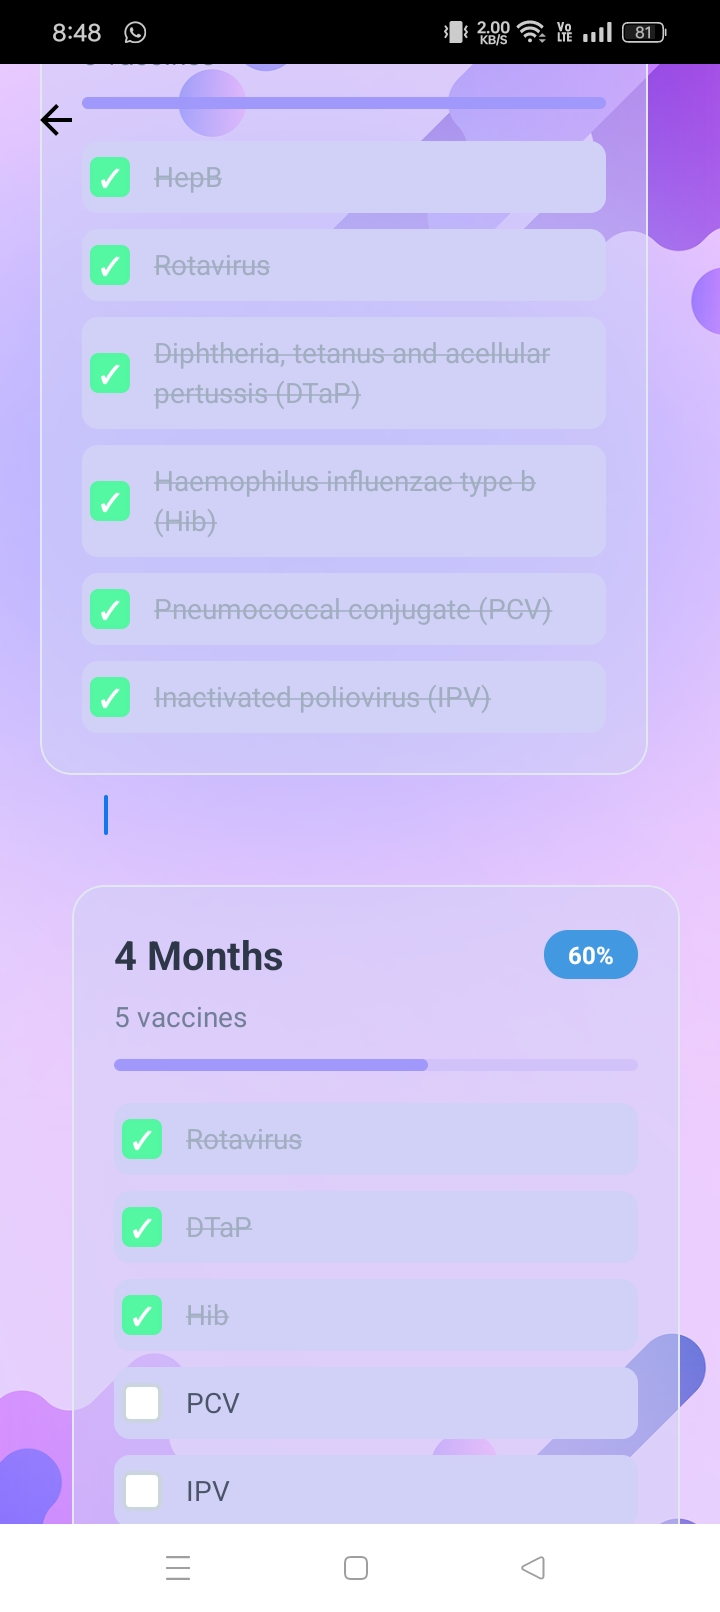 8:48
2.00
KB/S
Vo
LTE
81
HepB
Rotavirus
Diphtheria, tetanus and acellular
pertussis (DTaP)
Haemophilus influenzae type b
(Hib)
Pneumococcal conjugate (PCV)
Inactivated poliovirus (IPV)
4 Months
60%
5 vaccines
Rotavirus
DTaP
Hib
PCV
IPV